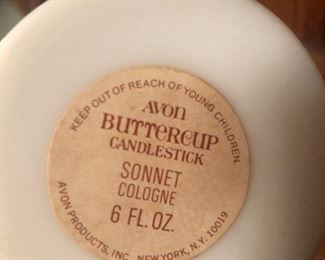 KEEP OUT OF REACH OF YOUNG CHILDREN.
AVON
BUTTERCUP
CANDLESTICK
SONNET
COLOGNE
6 FL. OZ.
AVON PRODUCTS, INC. NEW YORK, N.Y. 10019